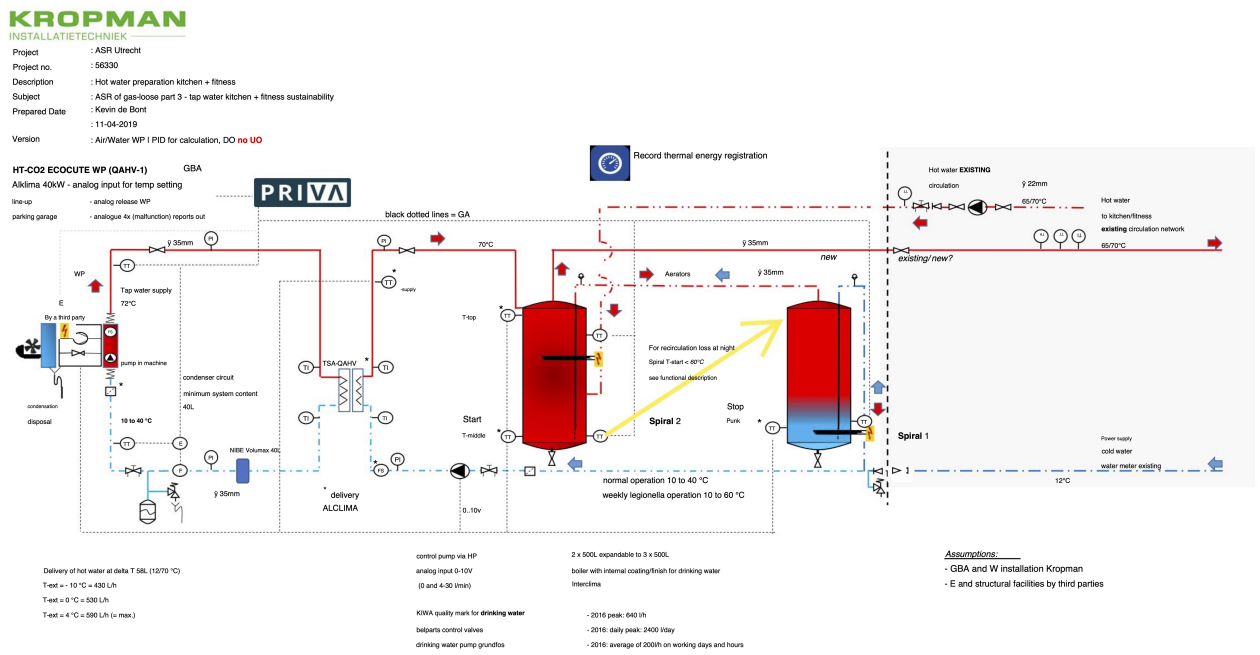 KROPMAN
INSTALLATIETECHNIEK
Project : ASR Utrecht
Project no. : 56330
Description : Hot water preparation kitchen + fitness
Subject : ASR of gas-loose part 3 - tap water kitchen + fitness sustainability
Prepared Date : Kevin de Bont
: 11-04-2019
Version : Air/Water WP I PID for calculation, DO no UO
HT-CO2 ECOCUTE WP (QAHV-1) GBA
Alklima 40kW - analog input for temp setting
line-up - analog release WP
parking garage - analogue 4x (malfunction) reports out
PRIVA
black dotted lines = GA
Record thermal energy registration
Hot water EXISTING
circulation
ÿ 22mm
65/70°C
Hot water
to kitchen/fitness
existing circulation network
65/70°C
ÿ 35mm
PI
PI
70°C
ÿ 35mm
new
existing/ new?
TT
WP
Tap water supply
72°C
TT
*
-supply
Aerators
ÿ 35mm
E
By a third party
FS
pump in machine
*
T-top
*
TT
TT
For recirculation loss at night
Spiral T-start < 60°C
see functional description
TI
TSA-QAHV
*
TI
condenser circuit
minimum system content
40L
condensation
disposal
10 to 40 °C
TI
TI
Start
T-middle
*
TT
TT
Spiral 2
Stop
Punk
*
TT
TT
Spiral 1
TT
E
F
PI
NIBE Volumax 40L
ÿ 35mm
*
FS
PI
* delivery
ALCLIMA
0..10v
normal operation 10 to 40 °C
weekly legionella operation 10 to 60 °C
Power supply
cold water
water meter existing
12°C
Delivery of hot water at delta T 58L (12/70 °C)
T-ext = - 10 °C = 430 L/h
T-ext = 0 °C = 530 L/h
T-ext = 4 °C = 590 L/h (= max.)
control pump via HP
analog input 0-10V
(0 and 4-30 l/min)
KIWA quality mark for drinking water
belparts control valves
drinking water pump grundfos
2 x 500L expandable to 3 x 500L
boiler with internal coating/finish for drinking water
Interclima
- 2016 peak: 640 l/h
- 2016: daily peak: 2400 l/day
- 2016: average of 200l/h on working days and hours
Assumptions:
- GBA and W installation Kropman
- E and structural facilities by third parties